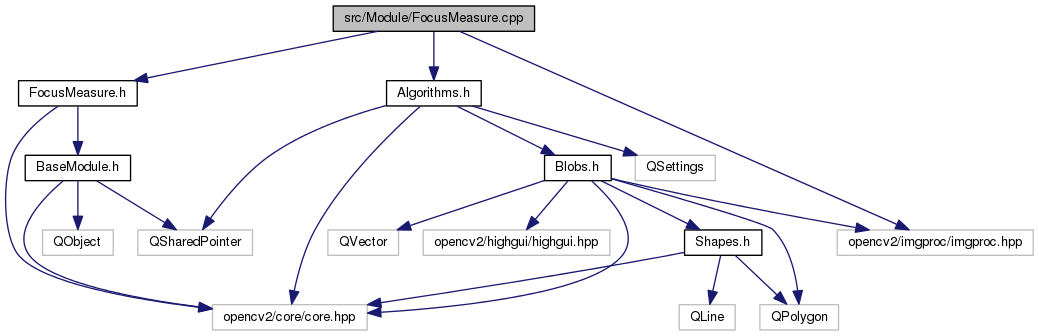 src/Module/FocusMeasure.cpp
FocusMeasure.h
Algorithms.h
BaseModule.h
Blobs.h
QSettings
QObject
QSharedPointer
QVector
opencv2/highgui/highgui.hpp
Shapes.h
opencv2/imgproc/imgproc.hpp
opencv2/core/core.hpp
QLine
QPolygon